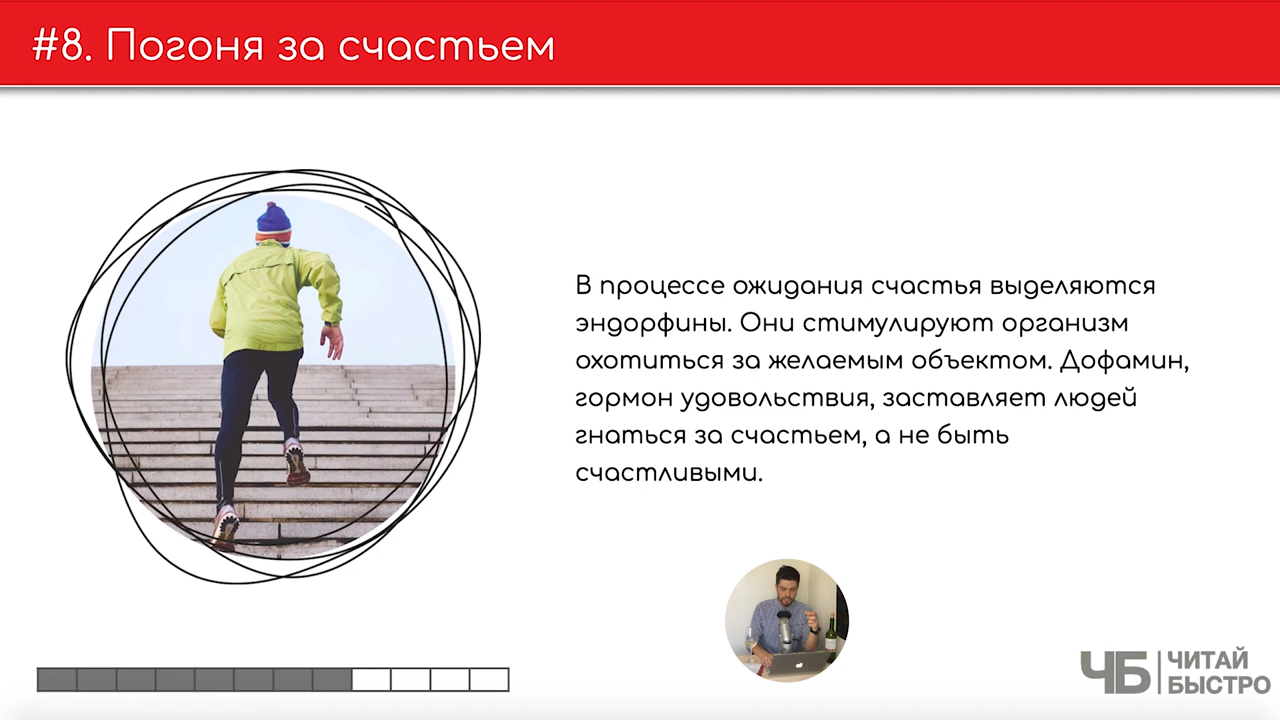 #8. Погоня за счастьем
В процессе ожидания счастья выделяются
эндорфины. Они стимулируют организм
охотиться за желаемым объектом. Дофамин,
гормон удовольствия, заставляет людей
гнаться за счастьем, а не быть
счастливыми.
ЧБ
ЧИТАЙ
БЫСТРО